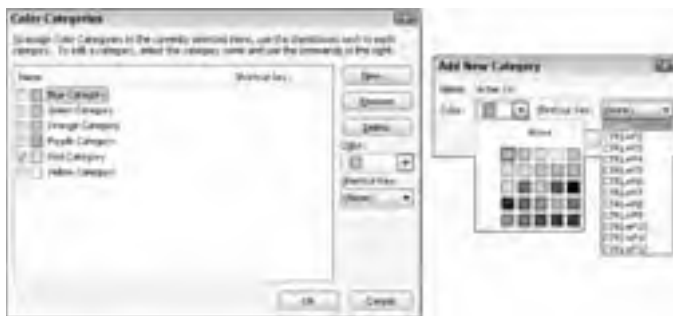 Color Categories
To assign Color Categories to the currently selected items, use the checkboxes next to each
category. To edit a category, select the category name and use the commands to the right.
Name Shortcut Key
Blue Category
Green Category
Orange Category
Purple Category
Red Category
Yellow Category
New...
Rename
Delete
Color:
Shortcut Key:
(None)
OK Cancel
Add New Category
Name:
Color: Shortcut Key: (None)
None
CTRL+F2
CTRL+F3
CTRL+F4
CTRL+F5
CTRL+F6
CTRL+F7
CTRL+F8
CTRL+F9
CTRL+F10
CTRL+F11
CTRL+F12